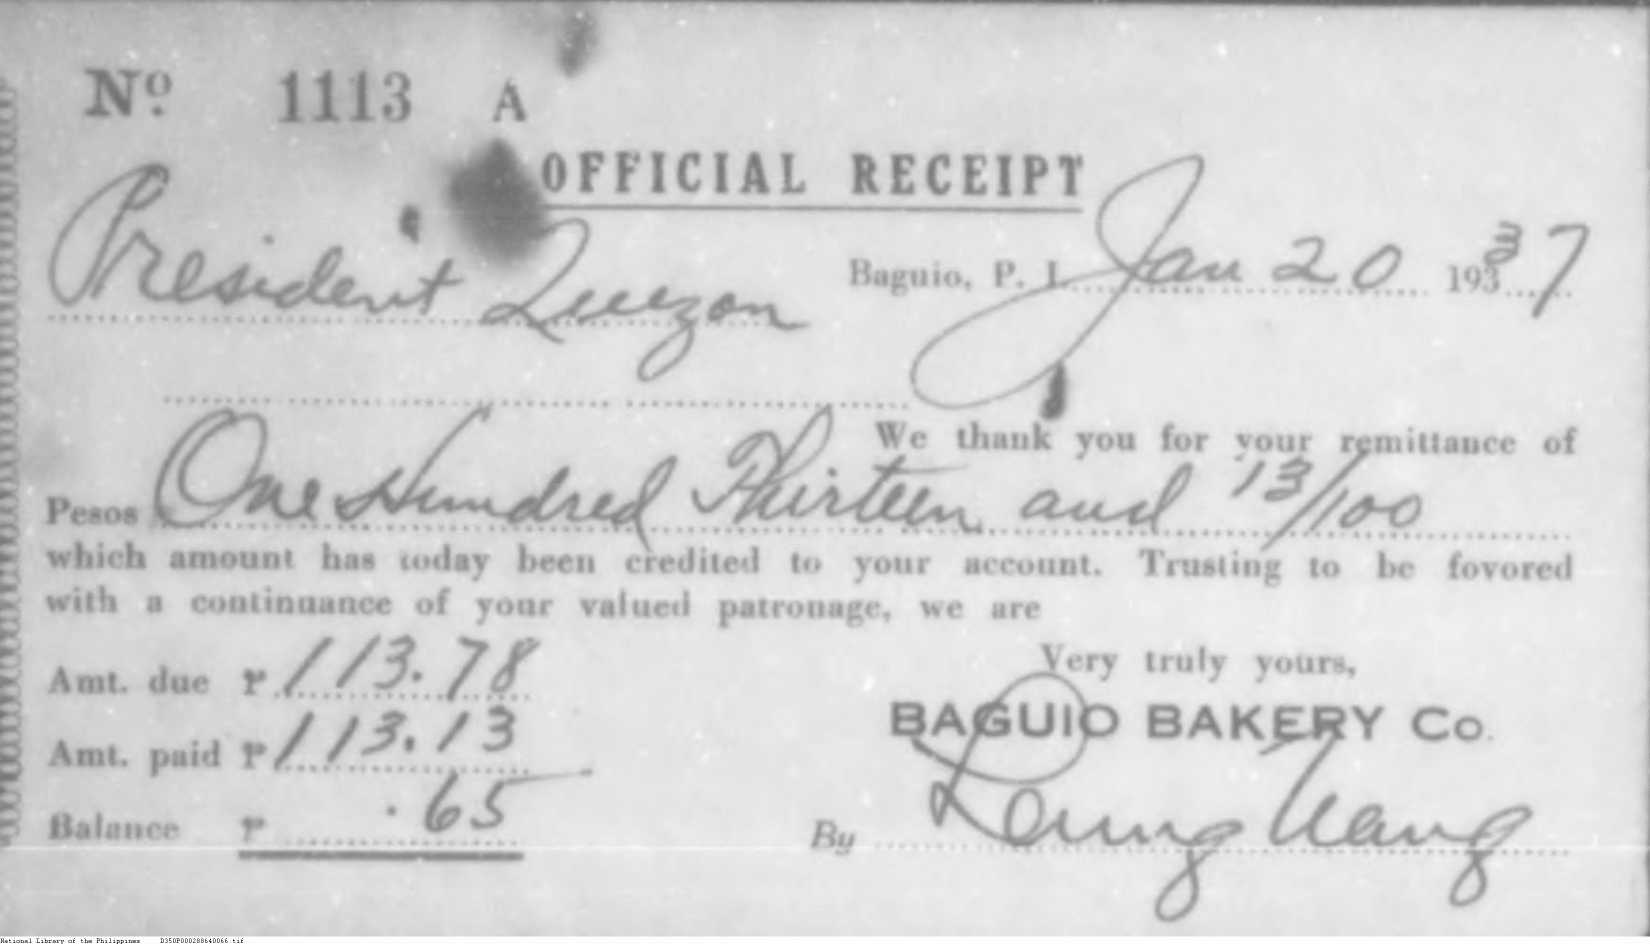 Nº 1113 A
OFFICIAL RECEIPT
President Quezon
Baguio, P. I. Jan 20 1937
We thank you for your remittance of
Pesos One Hundred Thirteen and 13/100
which amount has today been credited to your account. Trusting to be fovored
with a continuance of your valued patronage, we are
Amt. due ₱ 113.78
Amt. paid ₱ 113.13
Balance ₱ .65
Very truly yours,
BAGUIO BAKERY Co.
By
National Library of the Philippines D350P000288640066.tif